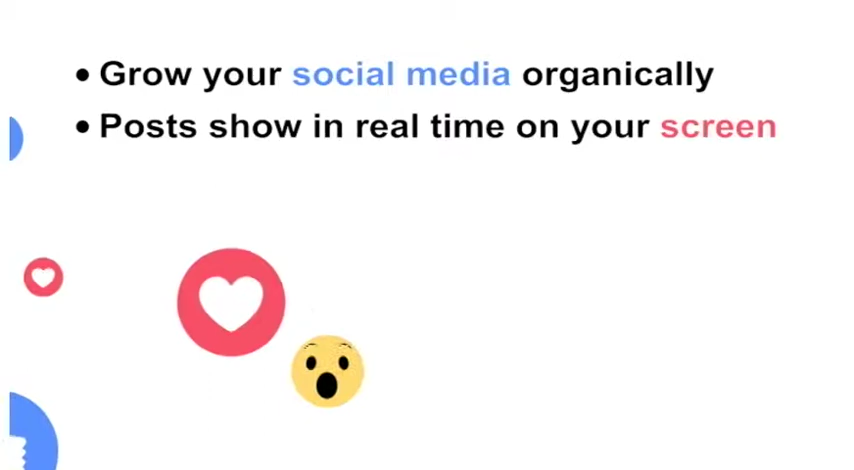 • Grow your social media organically
• Posts show in real time on your screen